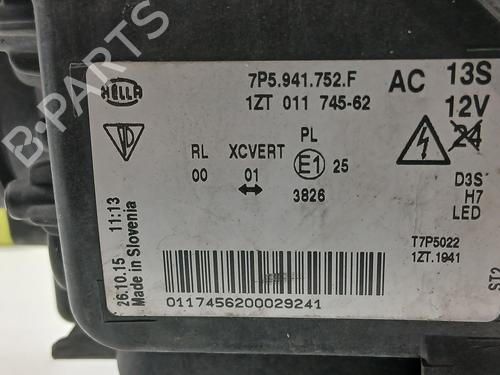 HELLA
7P5.941.752.F
1ZT 011 745-62
AC
13S
12V
24
PL
RL
XCVERT
E1
25
00
01
3826
D3S
H7
LED
T7P5022
1ZT.1941
26.10.15 11:13
Made in Slovenia
0117456200029241
ST2
B-PARTS